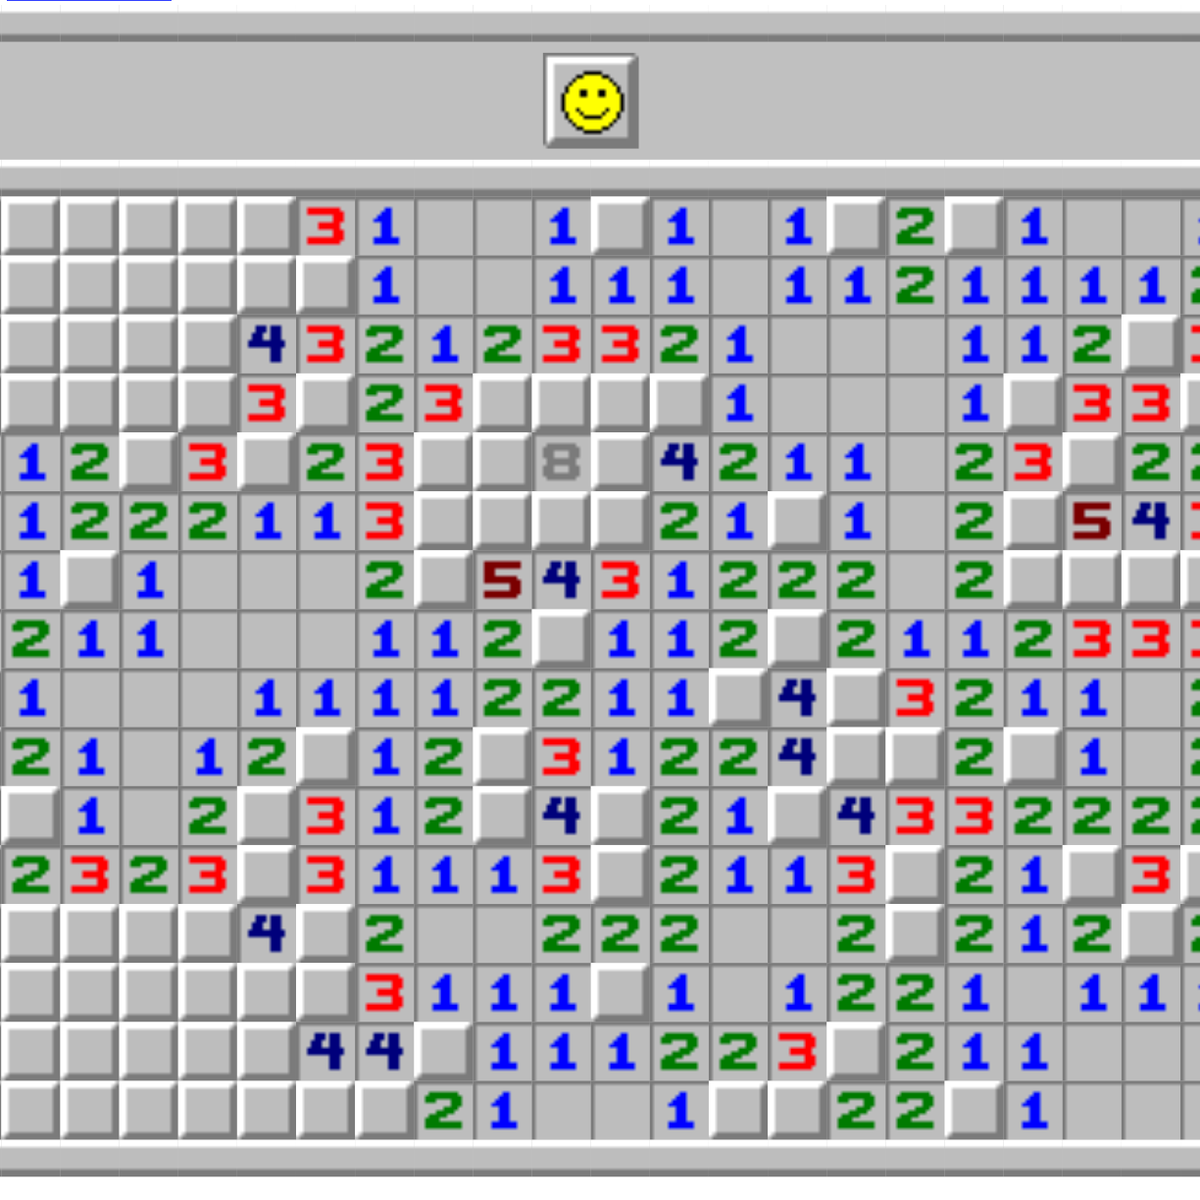 3 1 1 1 1 2 1
1 1 1 1 1 1 2 1 1 1 1
4 3 2 1 2 3 3 2 1 1 1 2
3 2 3 1 1 3 3
1 2 3 2 3 8 4 2 1 1 2 3 2
1 2 2 2 1 1 3 2 1 1 2 5 4
1 1 2 5 4 3 1 2 2 2 2
2 1 1 1 1 2 1 1 2 2 1 1 2 3 3
1 1 1 1 1 2 2 1 1 4 3 2 1 1
2 1 1 2 1 2 3 1 2 2 4 2 1
1 2 3 1 2 4 2 1 4 3 3 2 2 2
2 3 2 3 3 1 1 1 3 2 1 1 3 2 1 3
4 2 2 2 2 2 2 1 2
3 1 1 1 1 1 2 2 1 1 1
4 4 1 1 1 2 2 3 2 1 1
2 1 1 2 2 1